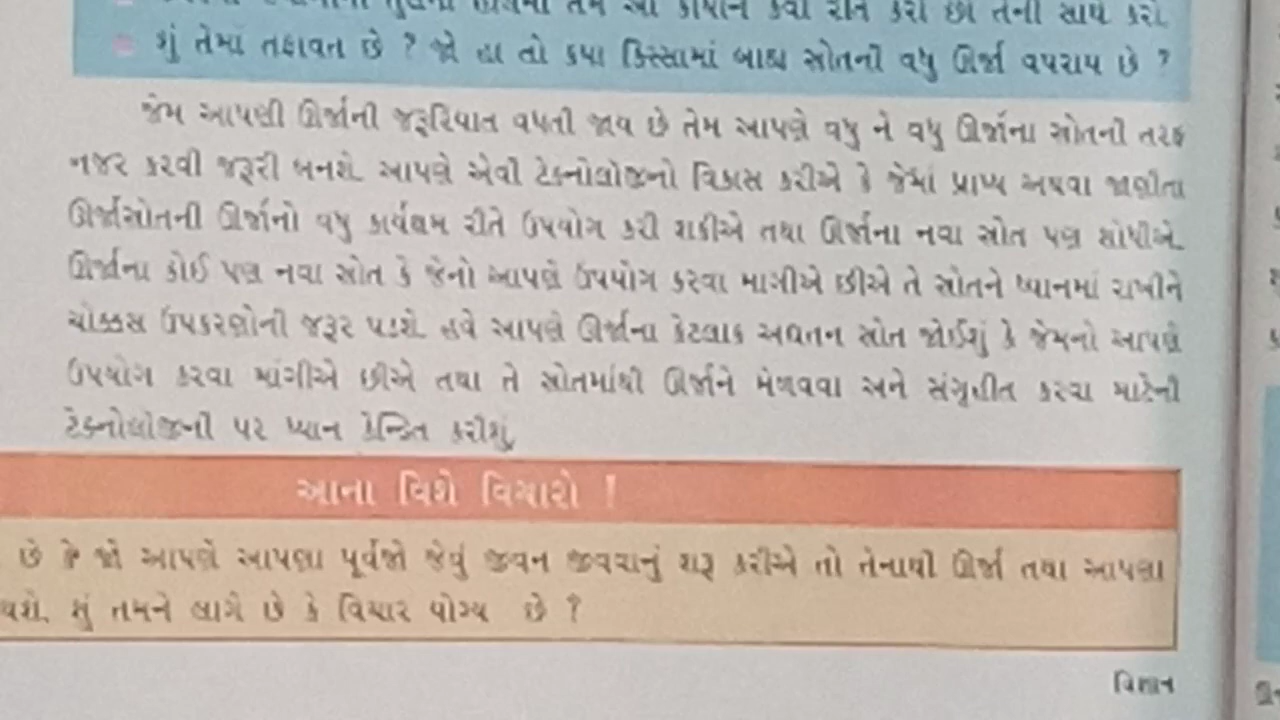 તેની સાથે કરો.
શું તેમાં તફાવત છે ? જો હા તો કયા કિસ્સામાં બાહ્ય સ્રોતની વધુ ઊર્જા વપરાય છે ?
જેમ આપણી ઊર્જાની જરૂરિયાત વધતી જાય છે તેમ આપણે વધુ ને વધુ ઊર્જાના સ્રોતની તરફ
નજર કરવી જરૂરી બનશે. આપણે એવી ટેક્નોલૉજીનો વિકાસ કરીએ કે જેમાં પ્રાપ્ય અથવા જાણીતા
ઊર્જાસ્રોતની ઊર્જાનો વધુ કાર્યક્ષમ રીતે ઉપયોગ કરી શકીએ તથા ઊર્જાના નવા સ્રોત પણ શોધીએ.
ઊર્જાના કોઈ પણ નવા સ્રોત કે જેનો આપણે ઉપયોગ કરવા માગીએ છીએ તે સ્રોતને ધ્યાનમાં રાખીને
ચોક્કસ ઉપકરણોની જરૂર પડશે. હવે આપણે ઊર્જાના કેટલાક અદ્યતન સ્રોત જોઈશું કે જેમનો આપણે
ઉપયોગ કરવા માંગીએ છીએ તથા તે સ્રોતમાંથી ઊર્જાને મેળવવા અને સંગૃહીત કરવા માટેની
ટેક્નોલૉજીની પર ધ્યાન કેન્દ્રિત કરીશું.
આના વિશે વિચારો !
છે કે જો આપણે આપણા પૂર્વજો જેવું જીવન જીવવાનું શરૂ કરીએ તો તેનાથી ઊર્જા તથા આપણા
થશે. શું તમને લાગે છે કે વિચાર યોગ્ય છે ?
વિજ્ઞાન